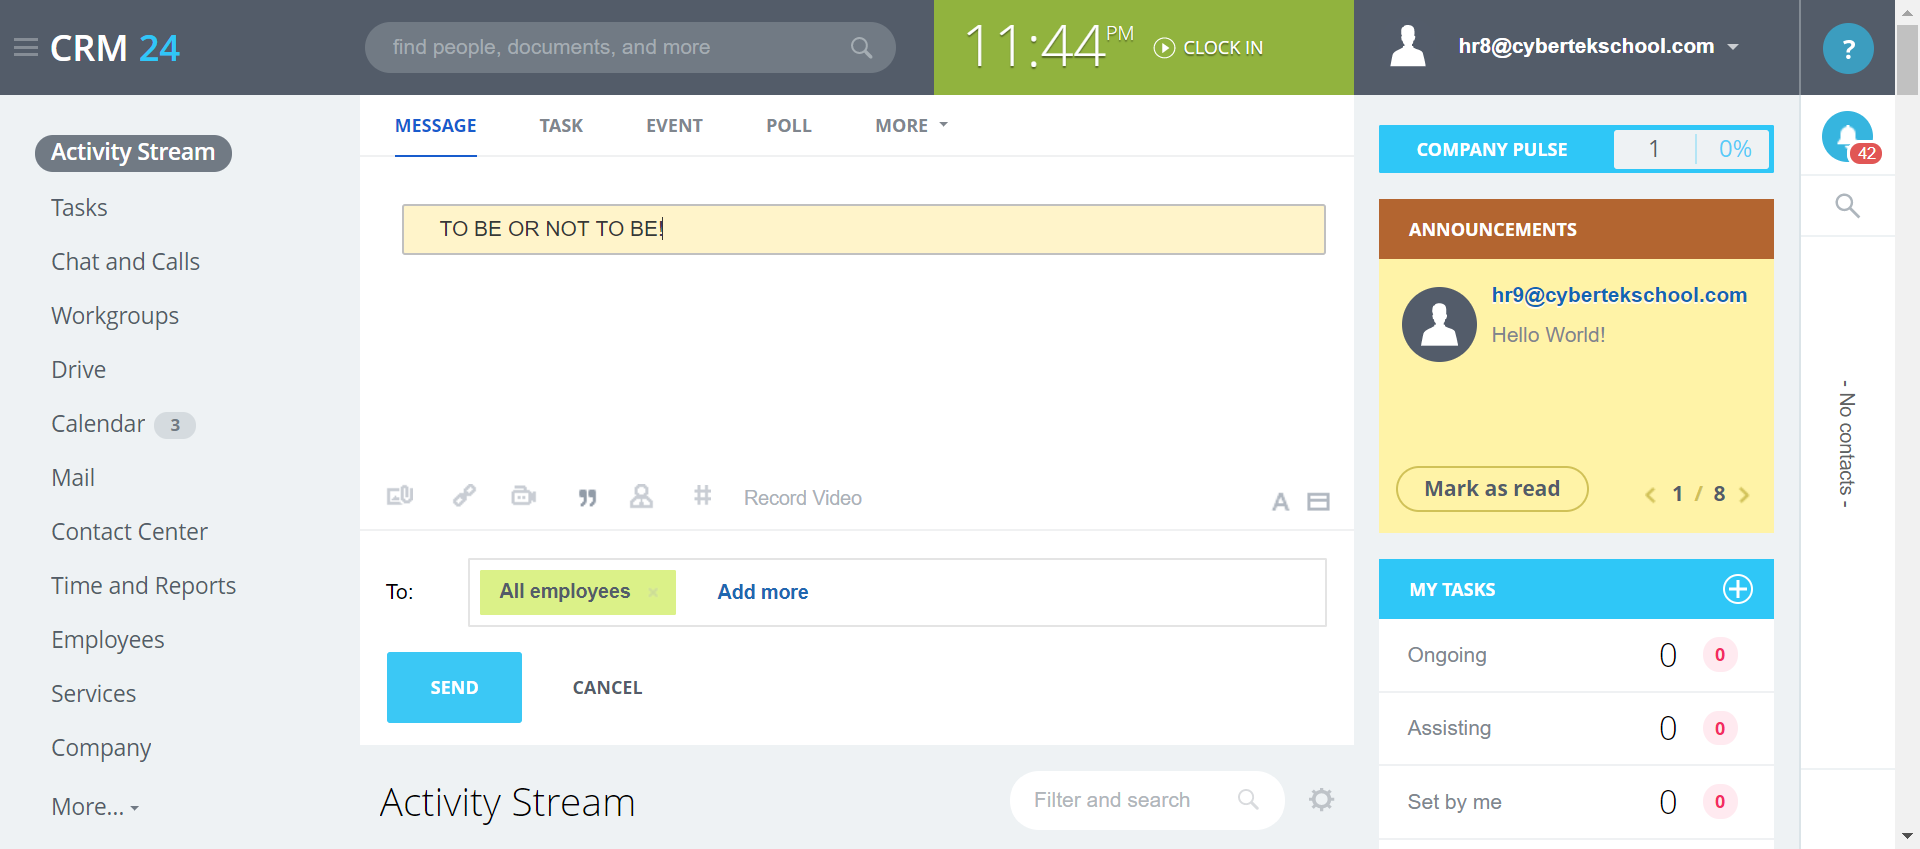 CRM 24
find people, documents, and more
11:44 PM
CLOCK IN
hr8@cybertekschool.com
?
Activity Stream
Tasks
Chat and Calls
Workgroups
Drive
Calendar 3
Mail
Contact Center
Time and Reports
Employees
Services
Company
More...
MESSAGE TASK EVENT POLL MORE
TO BE OR NOT TO BE!
Record Video
A
To: All employees × Add more
SEND CANCEL
Activity Stream
Filter and search
COMPANY PULSE 1 0%
ANNOUNCEMENTS
hr9@cybertekschool.com
Hello World!
Mark as read
1 / 8
MY TASKS
Ongoing 0 0
Assisting 0 0
Set by me 0 0
42
- No contacts -